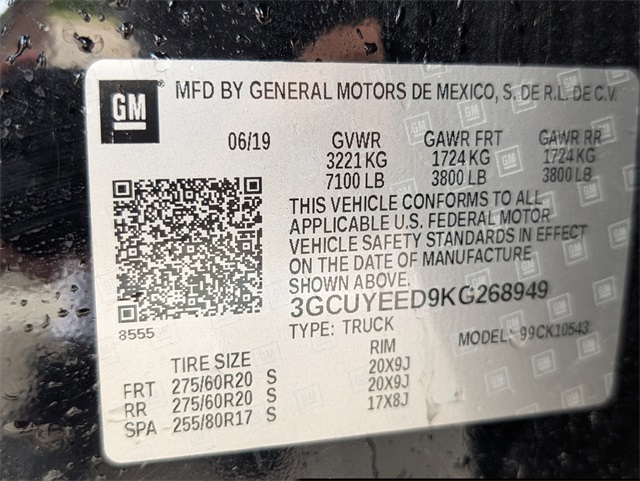 GM MFD BY GENERAL MOTORS DE MEXICO, S. DE R.L. DE C.V.
06/19 GVWR GAWR FRT GAWR RR
3221 KG 1724 KG 1724 KG
7100 LB 3800 LB 3800 LB
THIS VEHICLE CONFORMS TO ALL
APPLICABLE U.S. FEDERAL MOTOR
VEHICLE SAFETY STANDARDS IN EFFECT
ON THE DATE OF MANUFACTURE
SHOWN ABOVE.
3GCUYEED9KG268949
8555 TYPE: TRUCK MODEL: 99CK10543
TIRE SIZE RIM
FRT 275/60R20 S 20X9J
RR 275/60R20 S 20X9J
SPA 255/80R17 S 17X8J